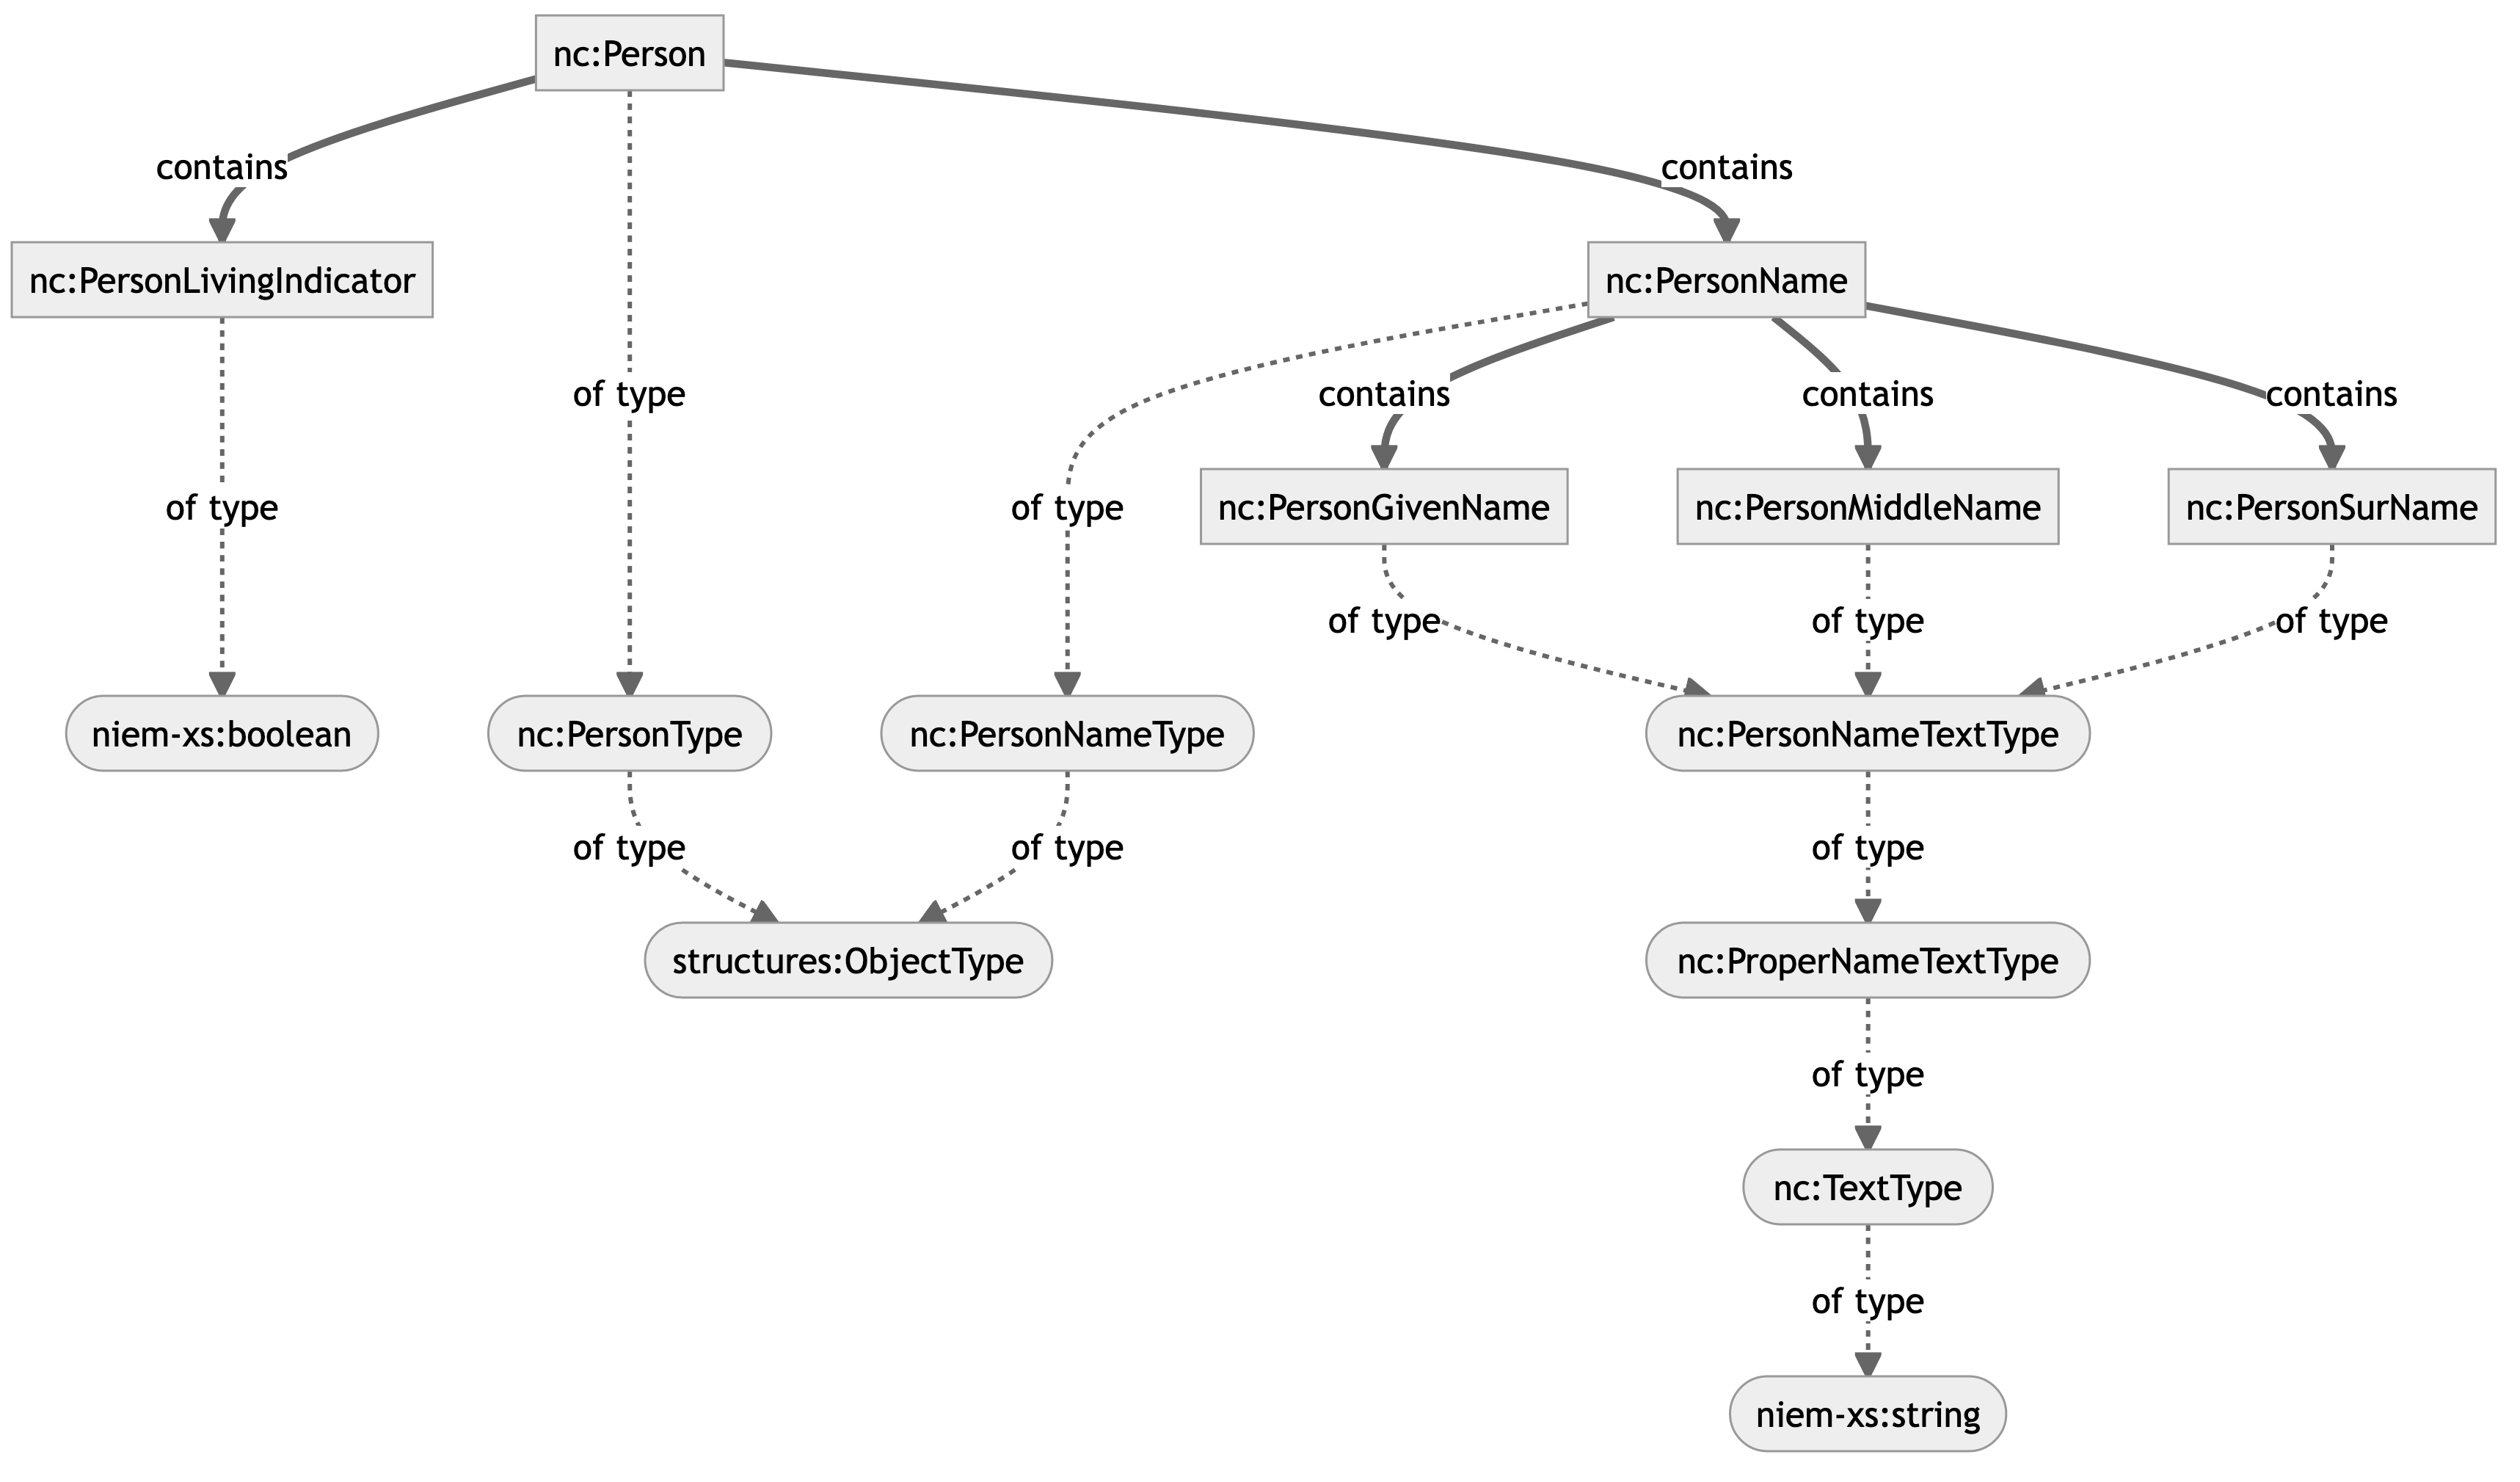 nc:Person
contains
contains
nc:PersonLivingIndicator
nc:PersonName
of type
contains
contains
contains
of type
of type
nc:PersonGivenName
nc:PersonMiddleName
nc:PersonSurName
of type
of type
of type
niem-xs:boolean
nc:PersonType
nc:PersonNameType
nc:PersonNameTextType
of type
of type
of type
structures:ObjectType
nc:ProperNameTextType
of type
nc:TextType
of type
niem-xs:string